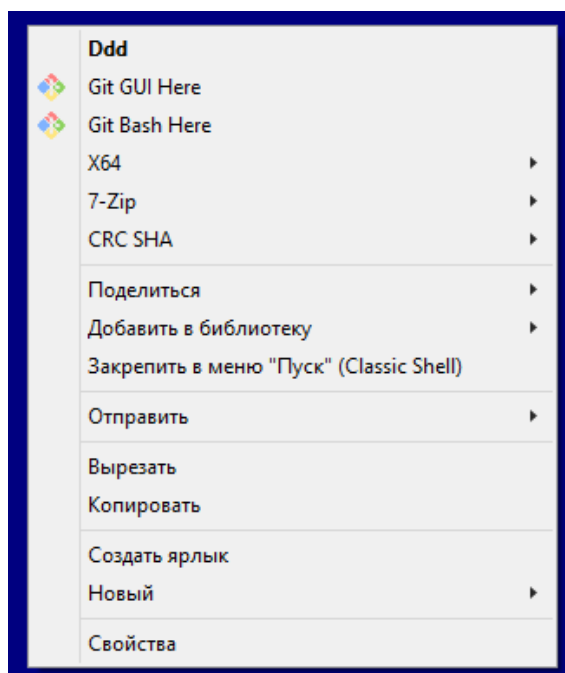 Ddd
Git GUI Here
Git Bash Here
X64
7-Zip
CRC SHA
Поделиться
Добавить в библиотеку
Закрепить в меню "Пуск" (Classic Shell)
Отправить
Вырезать
Копировать
Создать ярлык
Новый
Свойства